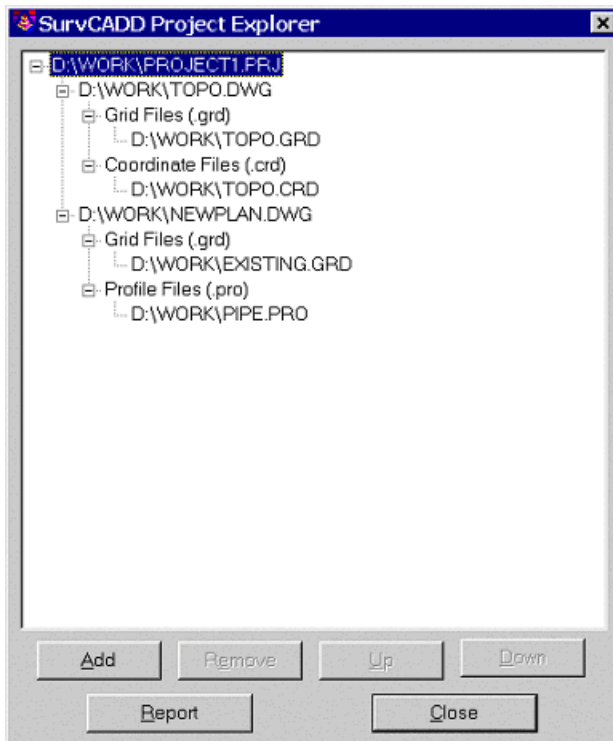 SurvCADD Project Explorer
D:\WORK\PROJECT1.PRJ
D:\WORK\TOPO.DWG
Grid Files (.grd)
D:\WORK\TOPO.GRD
Coordinate Files (.crd)
D:\WORK\TOPO.CRD
D:\WORK\NEWPLAN.DWG
Grid Files (.grd)
D:\WORK\EXISTING.GRD
Profile Files (.pro)
D:\WORK\PIPE.PRO
Add Remove Up Down
Report Close